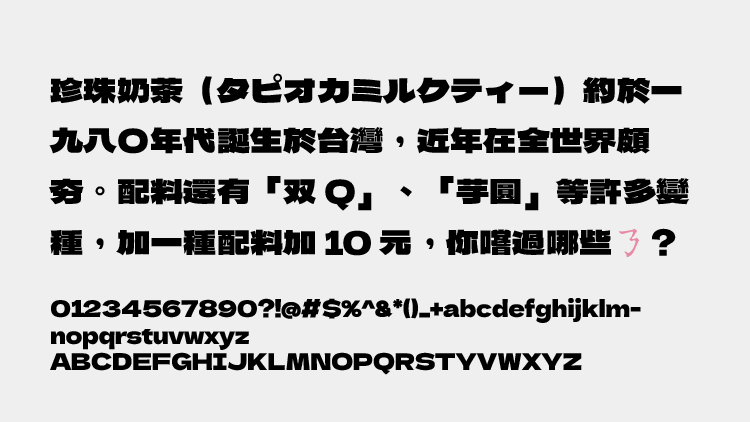 珍珠奶茶（タピオカミルクティー）約於一
九八〇年代誕生於台灣，近年在全世界頗
夯。配料還有「双 Q」、「芋圓」等許多變
種，加一種配料加 10 元，你嚐過哪些ㄋ？
0123456789O?!@#$%^&*()_+abcdefghijklm-
nopqrstuvwxyz
ABCDEFGHIJKLMNOPQRSTYVWXYZ